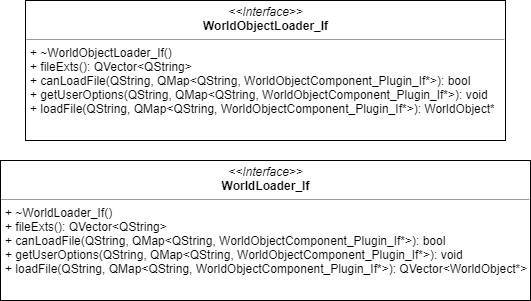 <<Interface>>
WorldObjectLoader_If
+ ~WorldObjectLoader_If()
+ fileExts(): QVector<QString>
+ canLoadFile(QString, QMap<QString, WorldObjectComponent_Plugin_If*>): bool
+ getUserOptions(QString, QMap<QString, WorldObjectComponent_Plugin_If*>): void
+ loadFile(QString, QMap<QString, WorldObjectComponent_Plugin_If*>): WorldObject*
<<Interface>>
WorldLoader_If
+ ~WorldLoader_If()
+ fileExts(): QVector<QString>
+ canLoadFile(QString, QMap<QString, WorldObjectComponent_Plugin_If*>): bool
+ getUserOptions(QString, QMap<QString, WorldObjectComponent_Plugin_If*>): void
+ loadFile(QString, QMap<QString, WorldObjectComponent_Plugin_If*>): QVector<WorldObject*>